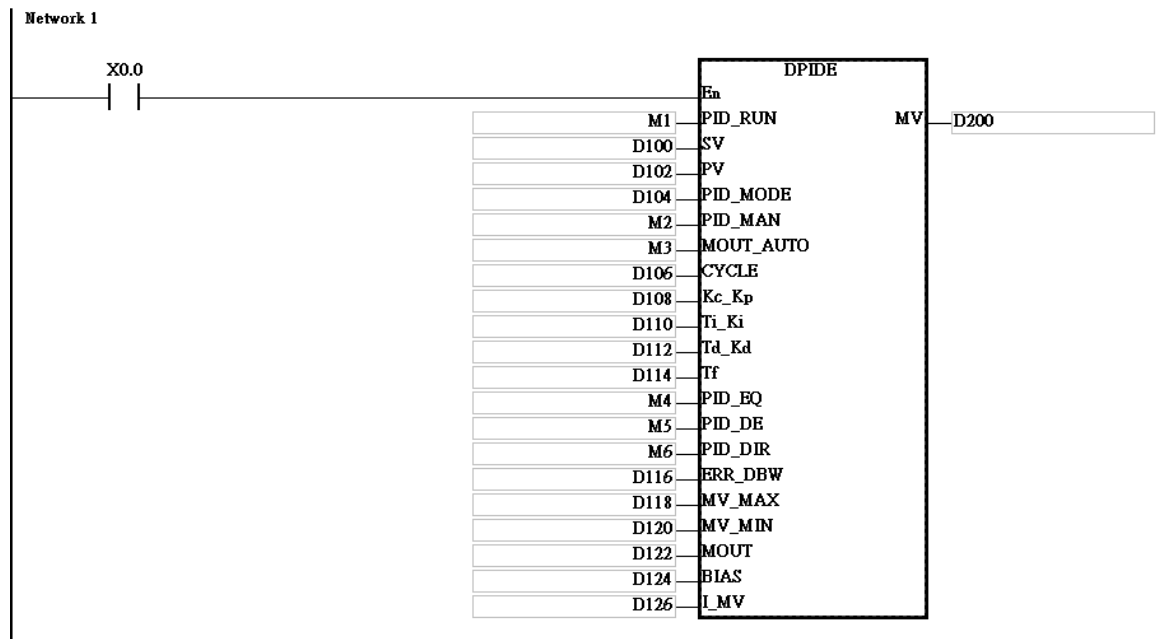 Network 1
X0.0
DPIDE
En
M1 PID_RUN MV D200
D100 SV
D102 PV
D104 PID_MODE
M2 PID_MAN
M3 MOUT_AUTO
D106 CYCLE
D108 Kc_Kp
D110 Ti_Ki
D112 Td_Kd
D114 Tf
M4 PID_EQ
M5 PID_DE
M6 PID_DIR
D116 ERR_DBW
D118 MV_MAX
D120 MV_MIN
D122 MOUT
D124 BIAS
D126 I_MV